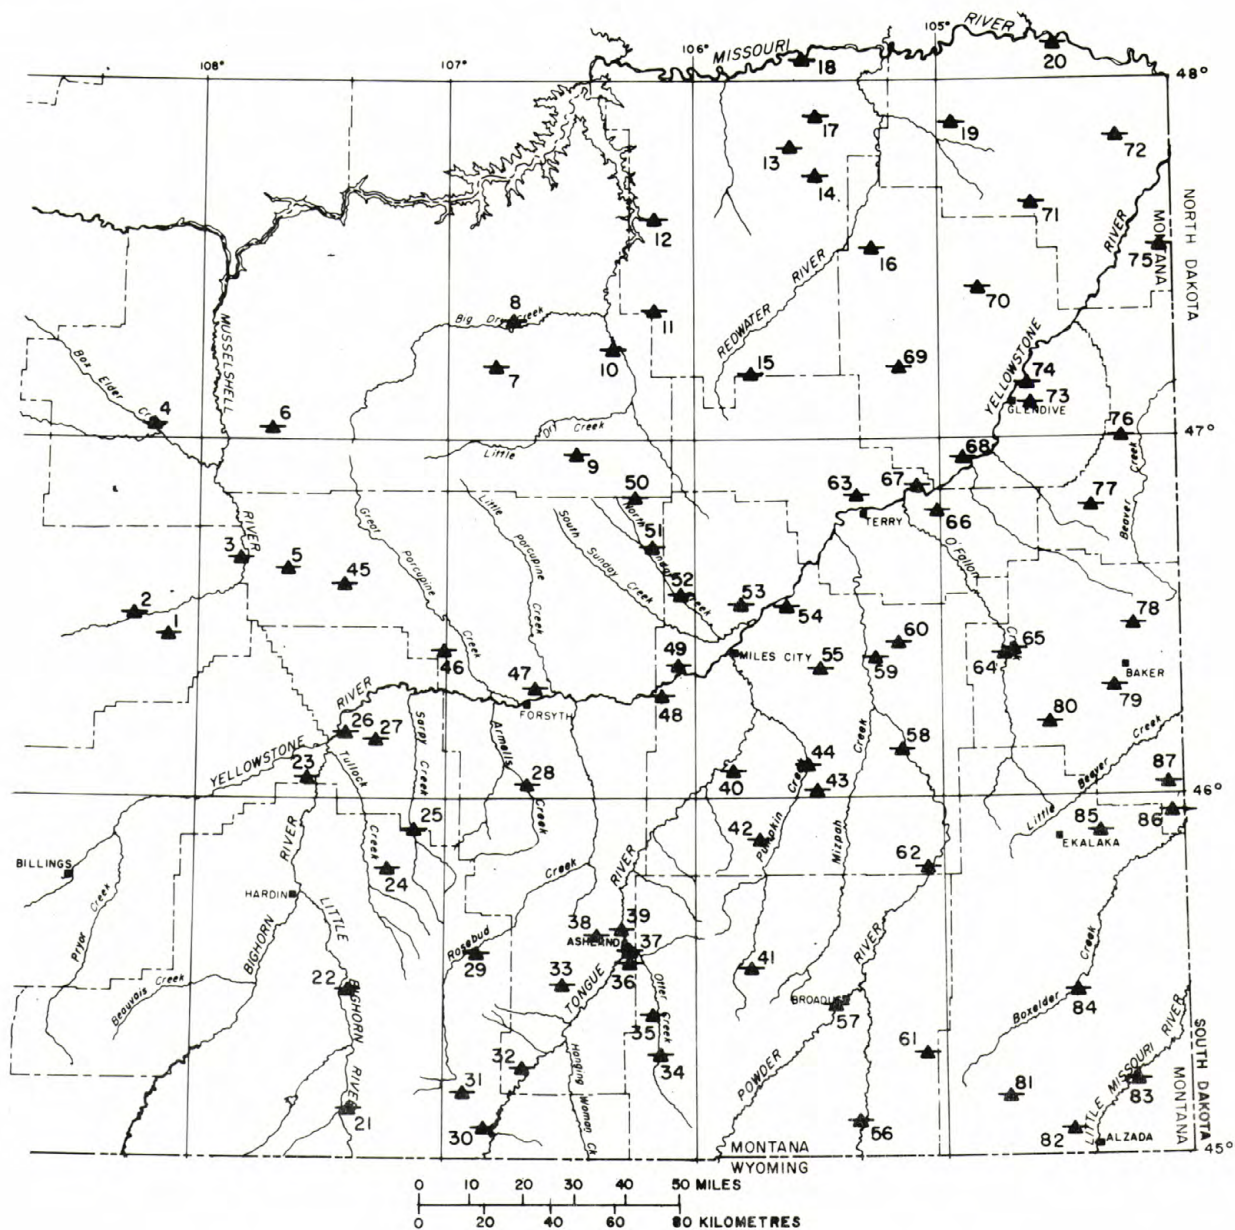 105°
RIVER
106°
MISSOURI
108°
107°
18
20
48°
17
19
72
13
14
NORTH DAKOTA
71
12
RIVER
MONTANA
75
16
RIVER
70
8
Big Dry Creek
11
MUSSELSHELL
REDWATER
YELLOWSTONE
Box Elder Creek
10
7
15
69
74
73
GLENDIVE
4
6
76
47°
Dry Creek
Little
9
68
Beaver Creek
50
63
67
77
Great Porcupine Creek
Little Porcupine Creek
South Sunday Creek
North Sunday Creek
TERRY
66
RIVER
51
O'Fallon Creek
3
5
45
52
53
54
2
1
78
60
65
46
49
MILES CITY
55
59
64
BAKER
47
79
RIVER
48
FORSYTH
80
Creek
26
27
Sarpy Creek
Armells Creek
58
YELLOWSTONE
Tullock Creek
44
87
23
28
Creek
43
Little Beaver
40
46°
25
Pumpkin Creek
86
85
RIVER
42
EKALAKA
Mizpah
BILLINGS
RIVER
62
24
Creek
HARDIN
Pryor Creek
LITTLE BIGHORN RIVER
BIGHORN
39
38
Rosebud
ASHLAND
37
RIVER
Creek
29
41
33
36
TONGUE
Otter Creek
22
Beauvais Creek
BROADUS
84
57
Boxelder
35
RIVER
SOUTH DAKOTA
MONTANA
61
32
34
Hanging Woman Ck.
POWDER
LITTLE MISSOURI
31
81
83
21
30
56
82
ALZADA
MONTANA
45°
WYOMING
0 10 20 30 40 50 MILES
0 20 40 60 80 KILOMETRES